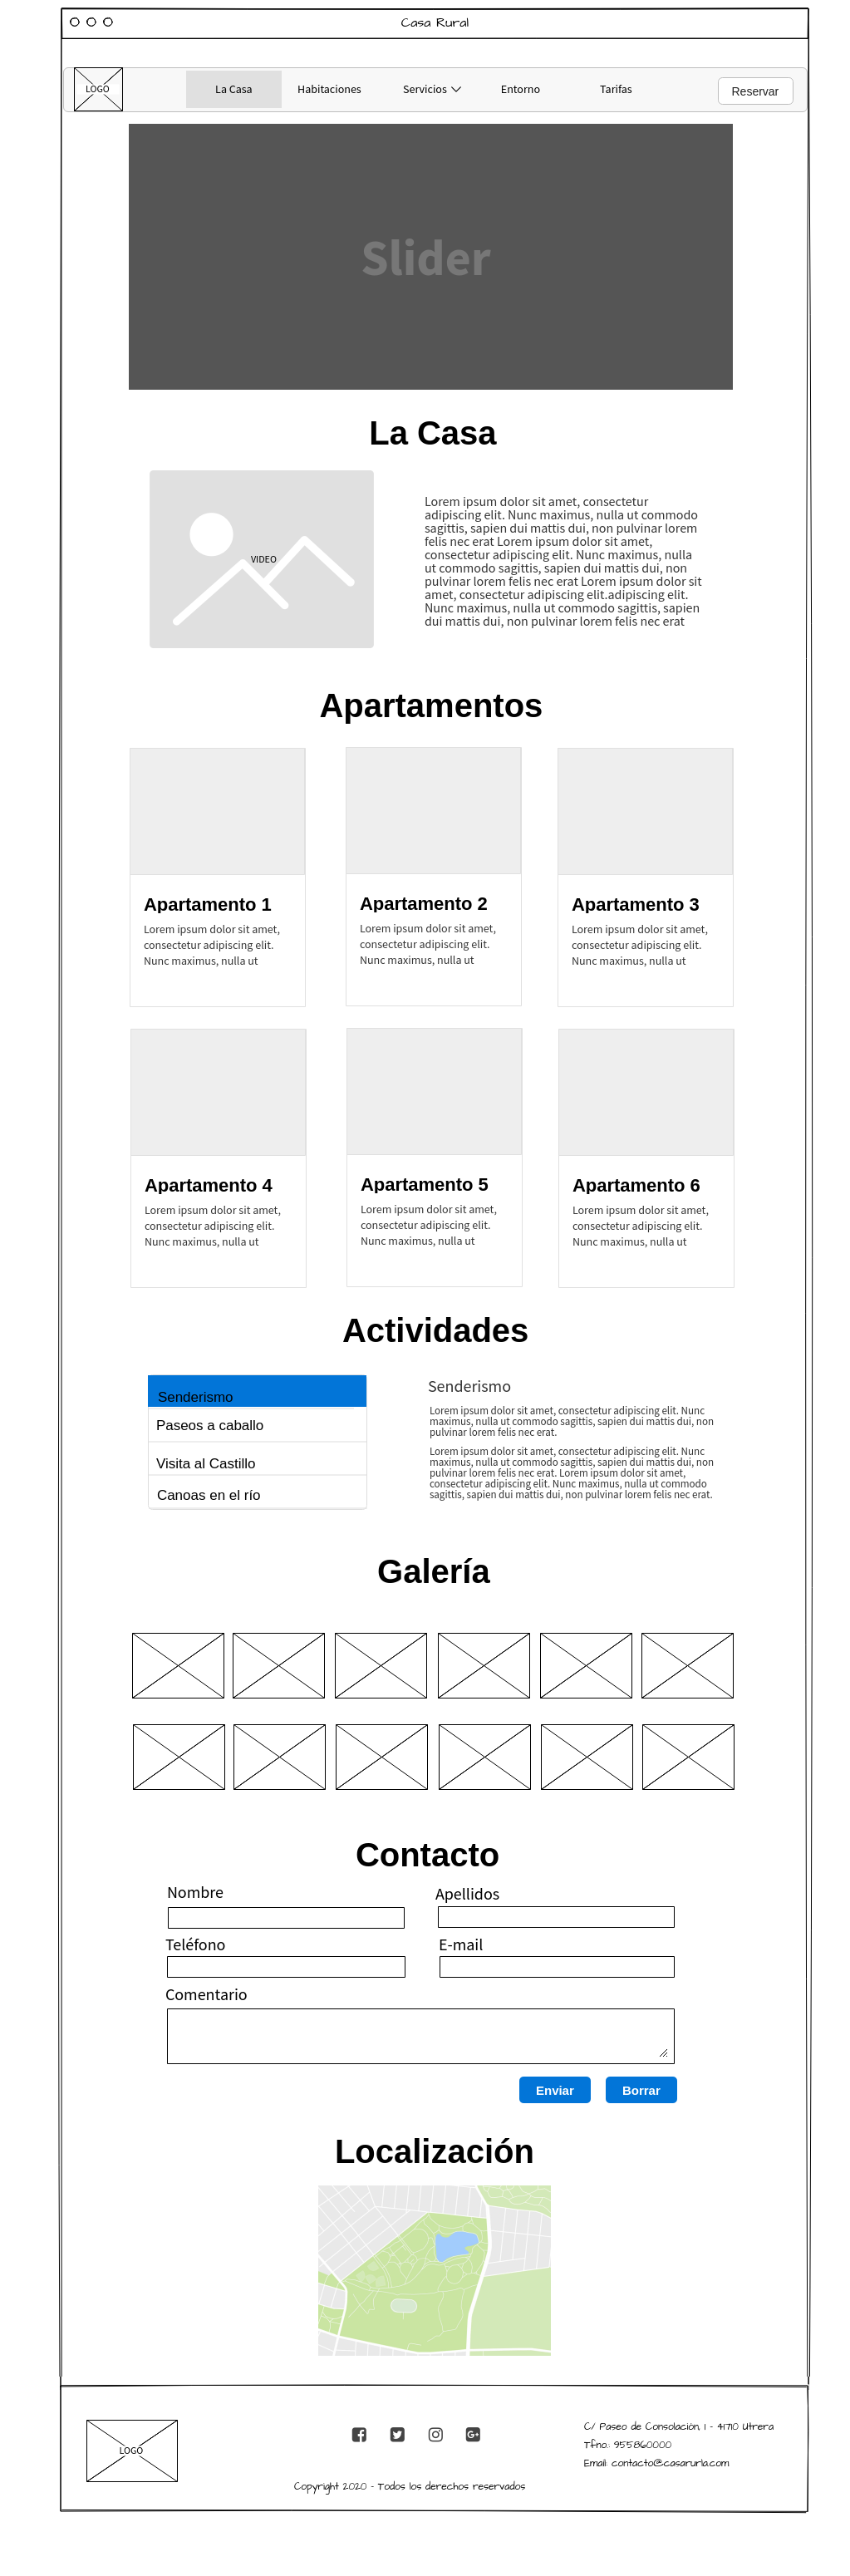 Casa Rural
LOGO
La Casa
Habitaciones
Servicios
Entorno
Tarifas
Reservar
Slider
La Casa
VIDEO
Lorem ipsum dolor sit amet, consectetur
adipiscing elit. Nunc maximus, nulla ut commodo
sagittis, sapien dui mattis dui, non pulvinar lorem
felis nec erat Lorem ipsum dolor sit amet,
consectetur adipiscing elit. Nunc maximus, nulla
ut commodo sagittis, sapien dui mattis dui, non
pulvinar lorem felis nec erat Lorem ipsum dolor sit
amet, consectetur adipiscing elit.adipiscing elit.
Nunc maximus, nulla ut commodo sagittis, sapien
dui mattis dui, non pulvinar lorem felis nec erat
Apartamentos
Apartamento 1
Lorem ipsum dolor sit amet,
consectetur adipiscing elit.
Nunc maximus, nulla ut
Apartamento 2
Lorem ipsum dolor sit amet,
consectetur adipiscing elit.
Nunc maximus, nulla ut
Apartamento 3
Lorem ipsum dolor sit amet,
consectetur adipiscing elit.
Nunc maximus, nulla ut
Apartamento 4
Lorem ipsum dolor sit amet,
consectetur adipiscing elit.
Nunc maximus, nulla ut
Apartamento 5
Lorem ipsum dolor sit amet,
consectetur adipiscing elit.
Nunc maximus, nulla ut
Apartamento 6
Lorem ipsum dolor sit amet,
consectetur adipiscing elit.
Nunc maximus, nulla ut
Actividades
Senderismo
Paseos a caballo
Visita al Castillo
Canoas en el río
Senderismo
Lorem ipsum dolor sit amet, consectetur adipiscing elit. Nunc
maximus, nulla ut commodo sagittis, sapien dui mattis dui, non
pulvinar lorem felis nec erat.
Lorem ipsum dolor sit amet, consectetur adipiscing elit. Nunc
maximus, nulla ut commodo sagittis, sapien dui mattis dui, non
pulvinar lorem felis nec erat. Lorem ipsum dolor sit amet,
consectetur adipiscing elit. Nunc maximus, nulla ut commodo
sagittis, sapien dui mattis dui, non pulvinar lorem felis nec erat.
Galería
Contacto
Nombre
Apellidos
Teléfono
E-mail
Comentario
Enviar
Borrar
Localización
LOGO
Copyright 2020 - Todos los derechos reservados
C/ Paseo de Consolación, 1 - 41710 Utrera
Tfno.: 955860000
Email: contacto@casarurla.com